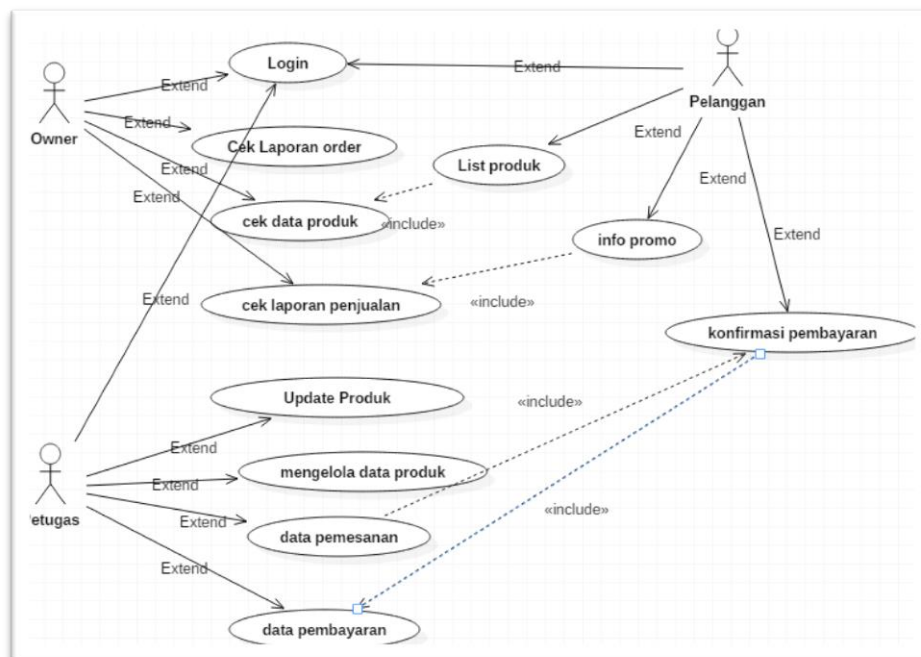 Login
Extend
Pelanggan
Extend
Owner
Extend
Cek Laporan order
Extend
Extend
List produk
Extend
Extend
cek data produk
«include»
info promo
Extend
Extend
cek laporan penjualan
«include»
konfirmasi pembayaran
Update Produk
«include»
Extend
mengelola data produk
Extend
etugas
Extend
data pemesanan
«include»
Extend
data pembayaran